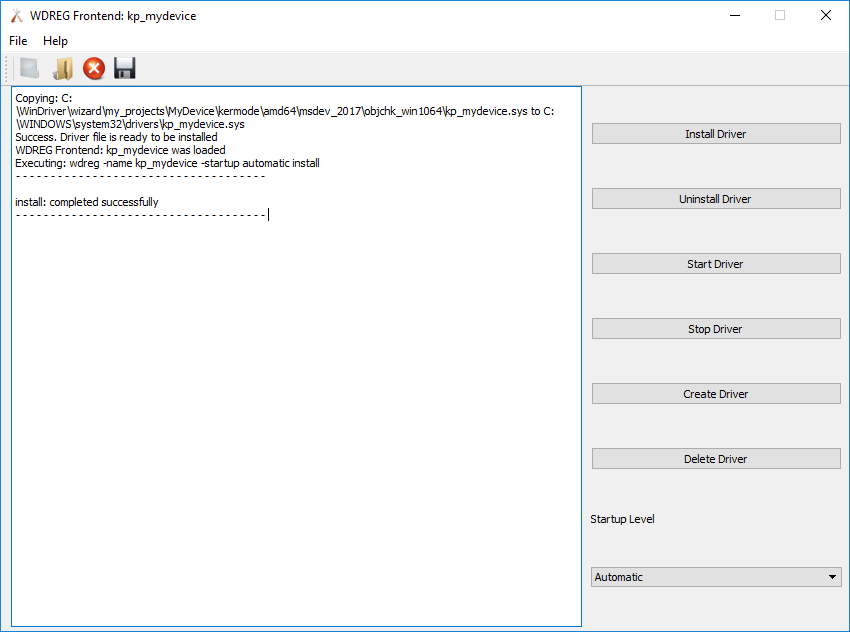 WDREG Frontend: kp_mydevice
File Help
Copying: C:
\WinDriver\wizard\my_projects\MyDevice\kermode\amd64\msdev_2017\objchk_win1064\kp_mydevice.sys to C:
\WINDOWS\system32\drivers\kp_mydevice.sys
Success. Driver file is ready to be installed
WDREG Frontend: kp_mydevice was loaded
Executing: wdreg -name kp_mydevice -startup automatic install
- - - - - - - - - - - - - - - - - - - - - - - - - - - - - - - - - - - -
install: completed successfully
- - - - - - - - - - - - - - - - - - - - - - - - - - - - - - - - - - - -
Install Driver
Uninstall Driver
Start Driver
Stop Driver
Create Driver
Delete Driver
Startup Level
Automatic